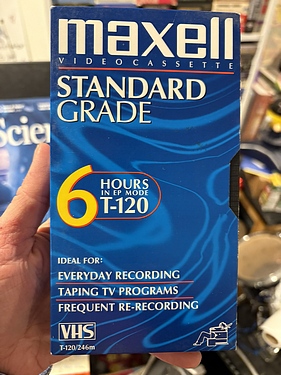 maxell
VIDEOCASSETTE
STANDARD
GRADE
6 HOURS
IN EP MODE
T-120
IDEAL FOR:
EVERYDAY RECORDING
TAPING TV PROGRAMS
FREQUENT RE-RECORDING
VHS
T-120/246m
Scien